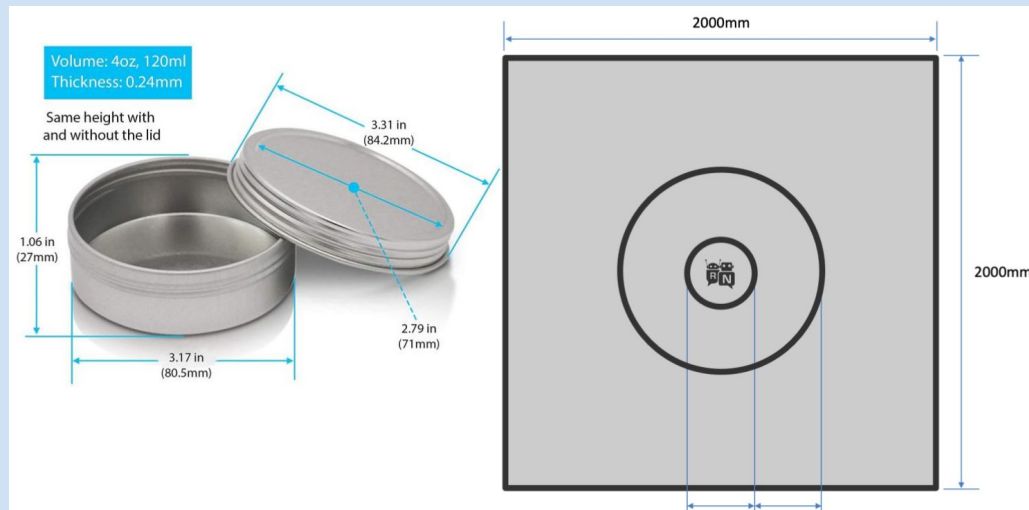 Volume: 4oz, 120ml
Thickness: 0.24mm
Same height with
and without the lid
3.31 in
(84.2mm)
1.06 in
(27mm)
2.79 in
(71mm)
3.17 in
(80.5mm)
2000mm
2000mm
R N